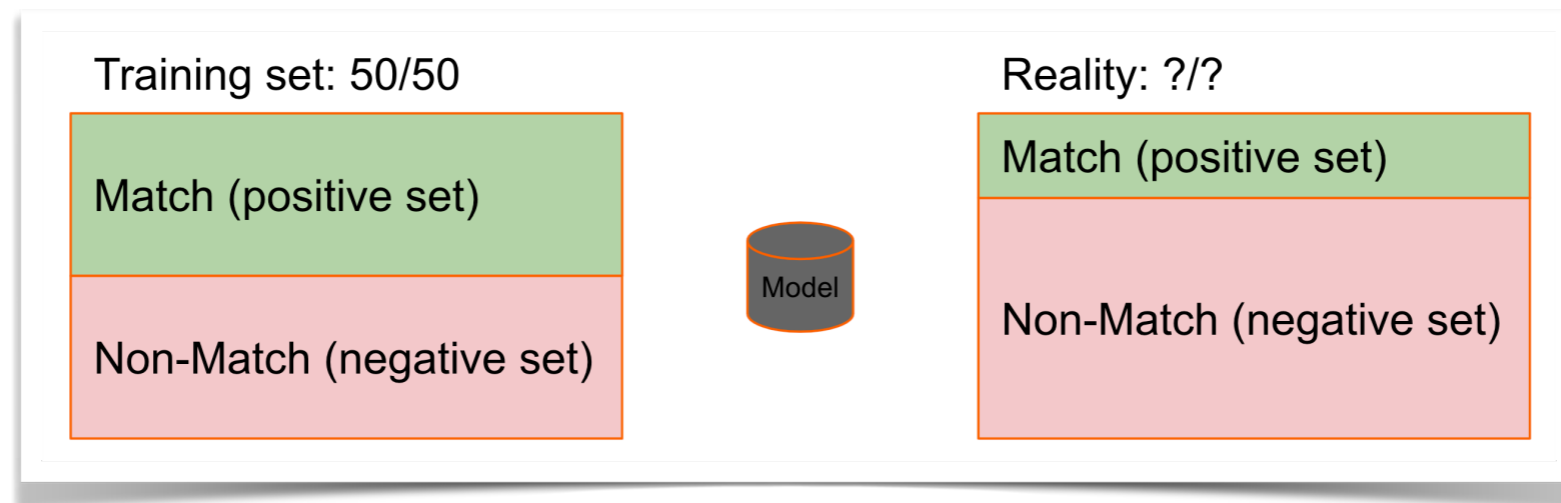 Training set: 50/50
Match (positive set)
Non-Match (negative set)
Model
Reality: ?/?
Match (positive set)
Non-Match (negative set)